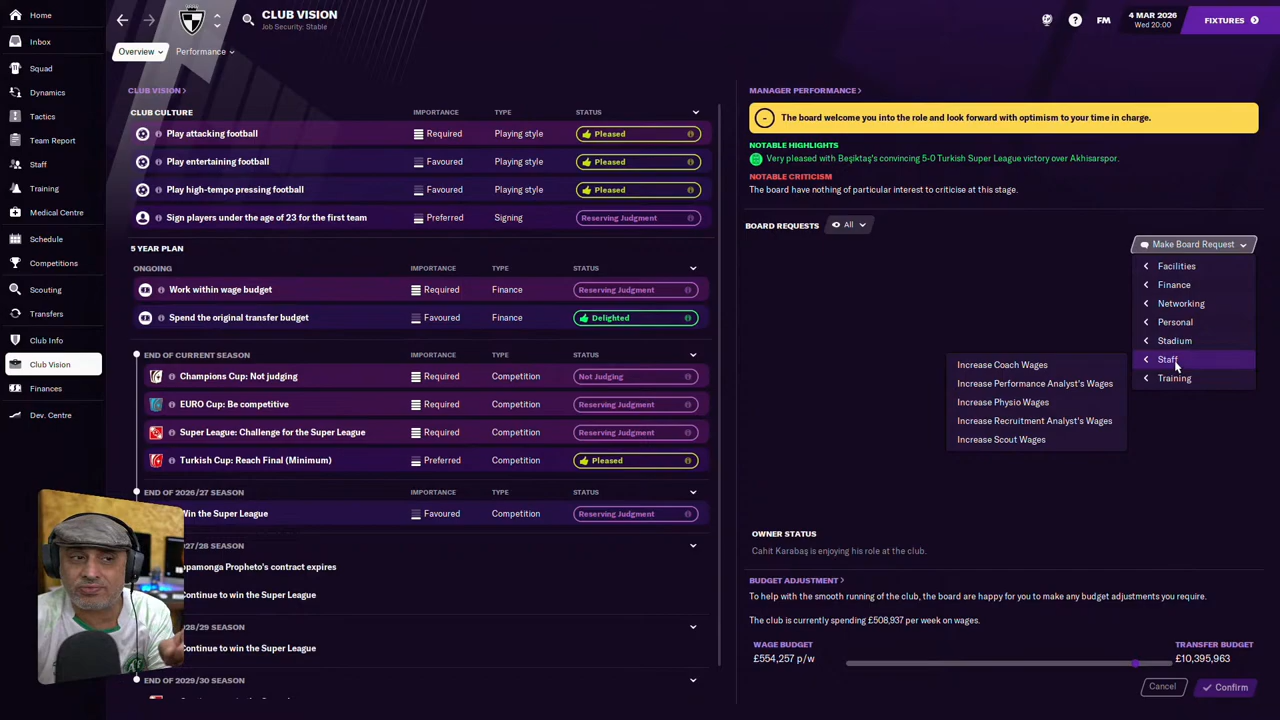 Home
Inbox
Squad
Dynamics
Tactics
Team Report
Staff
Training
Medical Centre
Schedule
Competitions
Scouting
Transfers
Club Info
Club Vision
Finances
Dev. Centre
CLUB VISION
Job Security: Stable
FM
4 MAR 2026
Wed 20:00
FIXTURES
Overview
Performance
CLUB VISION
CLUB CULTURE IMPORTANCE TYPE STATUS
Play attacking football Required Playing style Pleased
Play entertaining football Favoured Playing style Pleased
Play high-tempo pressing football Favoured Playing style Pleased
Sign players under the age of 23 for the first team Preferred Signing Reserving Judgment
5 YEAR PLAN
ONGOING IMPORTANCE TYPE STATUS
Work within wage budget Required Finance Reserving Judgment
Spend the original transfer budget Favoured Finance Delighted
END OF CURRENT SEASON IMPORTANCE TYPE STATUS
Champions Cup: Not judging Required Competition Not Judging
EURO Cup: Be competitive Required Competition Reserving Judgment
Super League: Challenge for the Super League Required Competition Reserving Judgment
Turkish Cup: Reach Final (Minimum) Preferred Competition Pleased
END OF 2026/27 SEASON IMPORTANCE TYPE STATUS
Win the Super League Favoured Competition Reserving Judgment
027/28 SEASON
opamonga Propheto's contract expires
Continue to win the Super League
028/29 SEASON
Continue to win the Super League
END OF 2029/30 SEASON
MANAGER PERFORMANCE
The board welcome you into the role and look forward with optimism to your time in charge.
NOTABLE HIGHLIGHTS
Very pleased with Beşiktaş's convincing 5-0 Turkish Super League victory over Akhisarspor.
NOTABLE CRITICISM
The board have nothing of particular interest to criticise at this stage.
BOARD REQUESTS All
Make Board Request
Facilities
Finance
Networking
Personal
Stadium
Staff
Training
Increase Coach Wages
Increase Performance Analyst's Wages
Increase Physio Wages
Increase Recruitment Analyst's Wages
Increase Scout Wages
OWNER STATUS
Cahit Karabaş is enjoying his role at the club.
BUDGET ADJUSTMENT
To help with the smooth running of the club, the board are happy for you to make any budget adjustments you require.
The club is currently spending £508,937 per week on wages.
WAGE BUDGET TRANSFER BUDGET
£554,257 p/w £10,395,963
Cancel Confirm